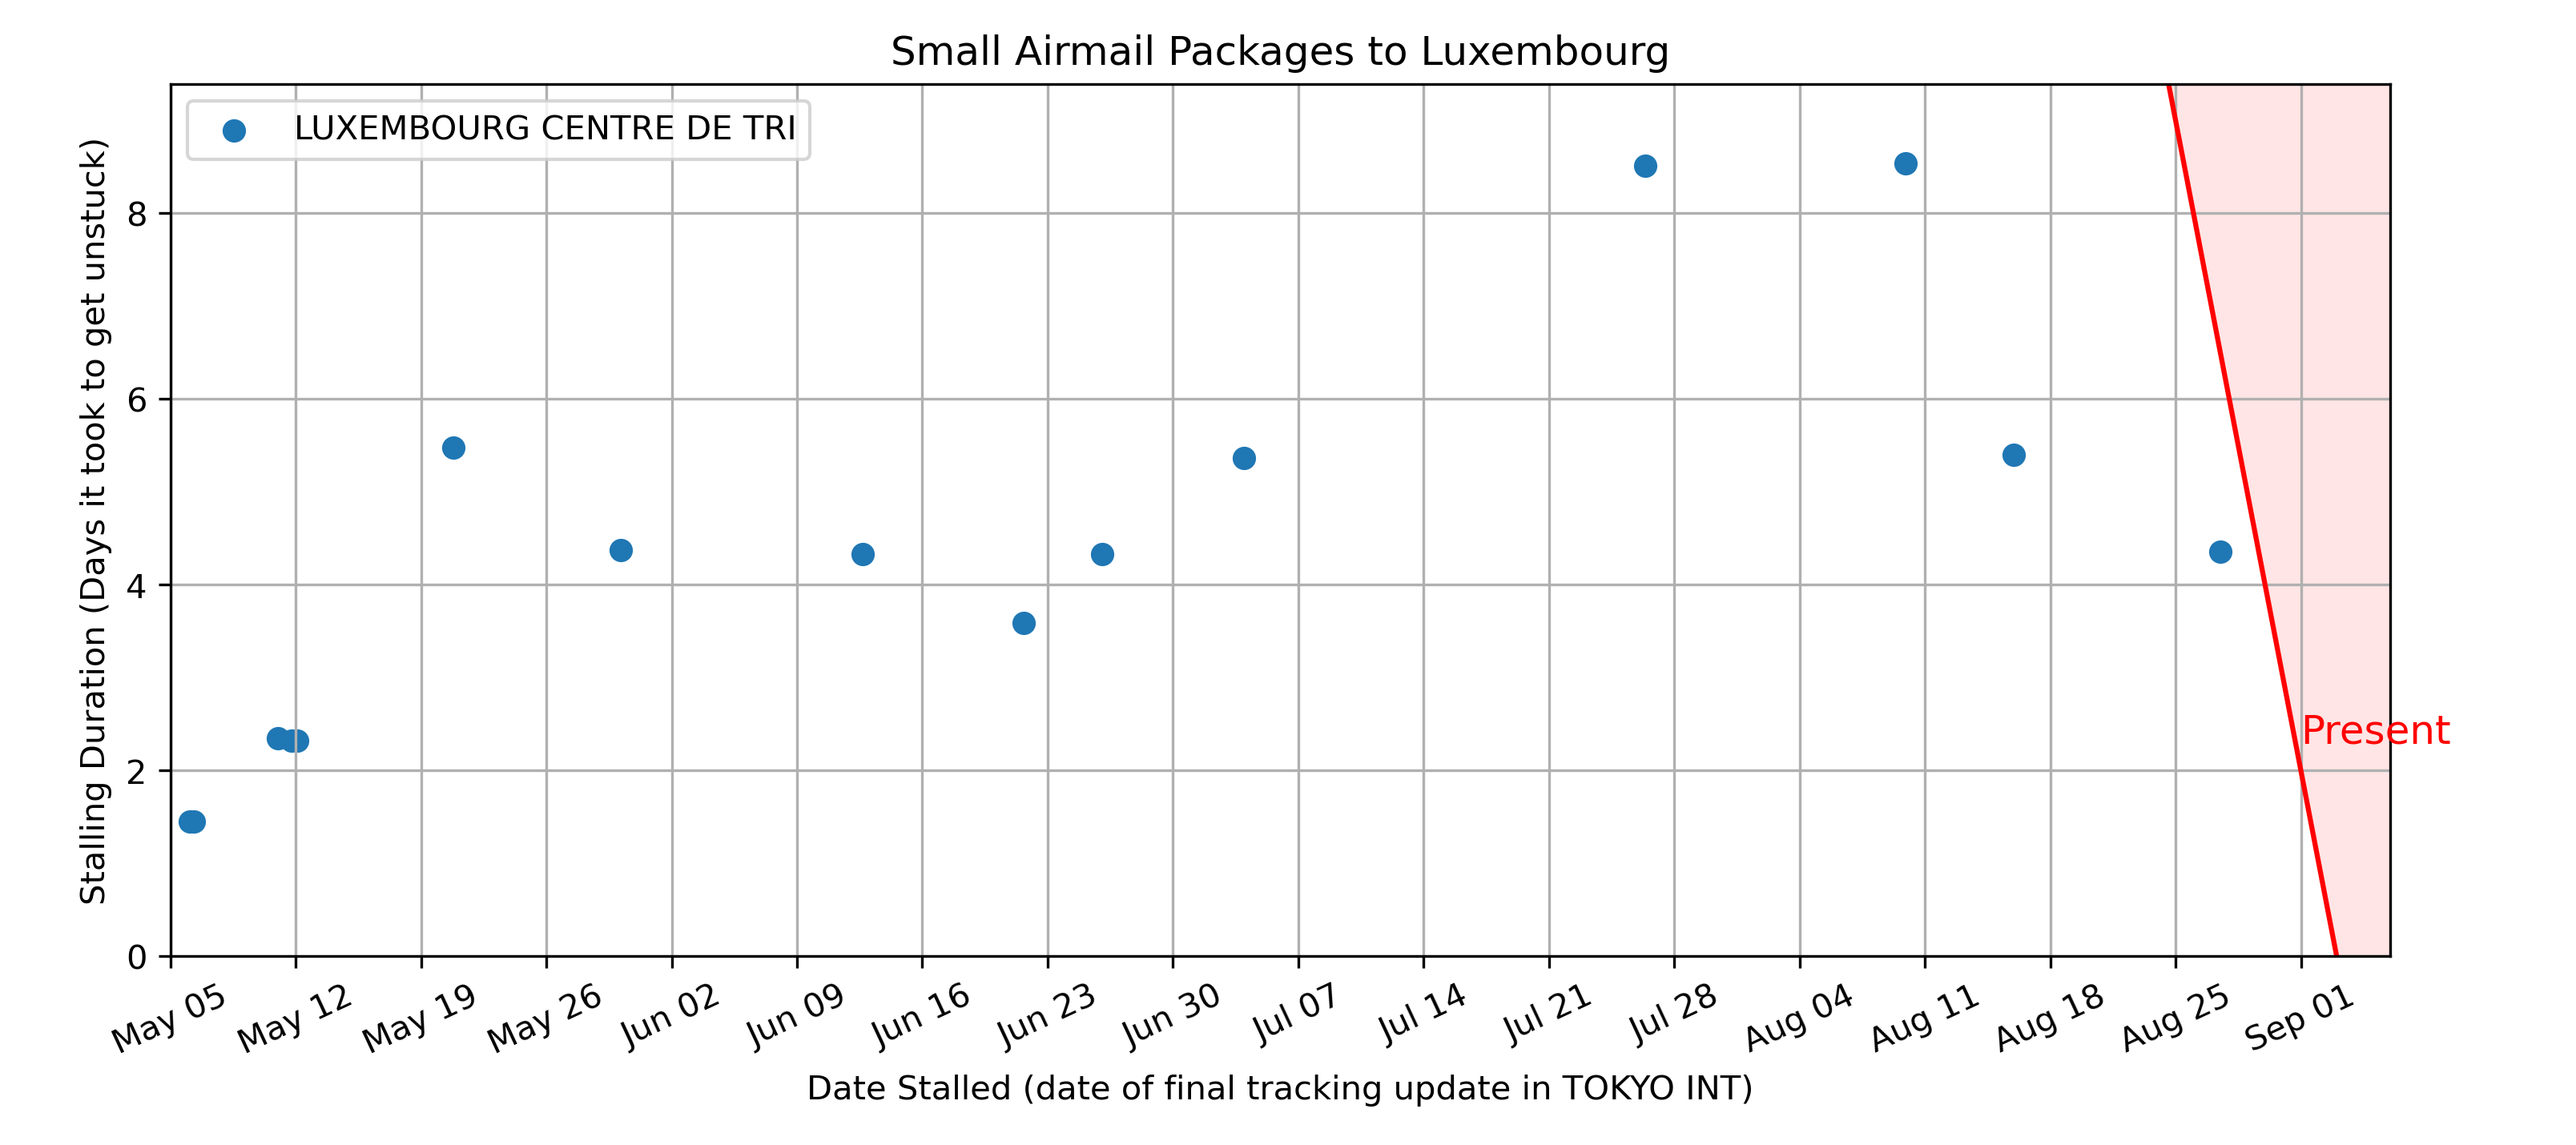 Small Airmail Packages to Luxembourg
LUXEMBOURG CENTRE DE TRI
Stalling Duration (Days it took to get unstuck)
8
6
4
2
0
Present
May 05
May 12
May 19
May 26
Jun 02
Jun 09
Jun 16
Jun 23
Jun 30
Jul 07
Jul 14
Jul 21
Jul 28
Aug 04
Aug 11
Aug 18
Aug 25
Sep 01
Date Stalled (date of final tracking update in TOKYO INT)